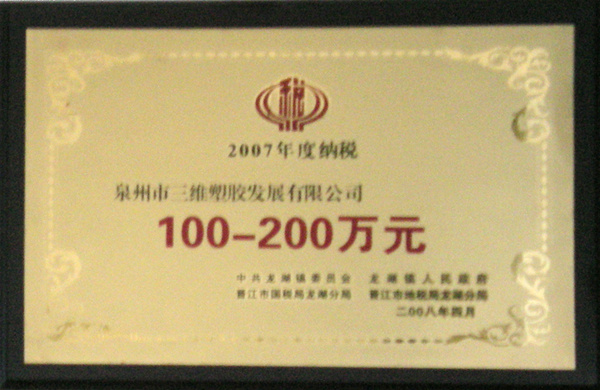 税
2007年度纳税
泉州市三维塑胶发展有限公司
100-200万元
中共龙湖镇委员会 龙湖镇人民政府
晋江市国税局龙湖分局 晋江市地税局龙湖分局
二00八年四月